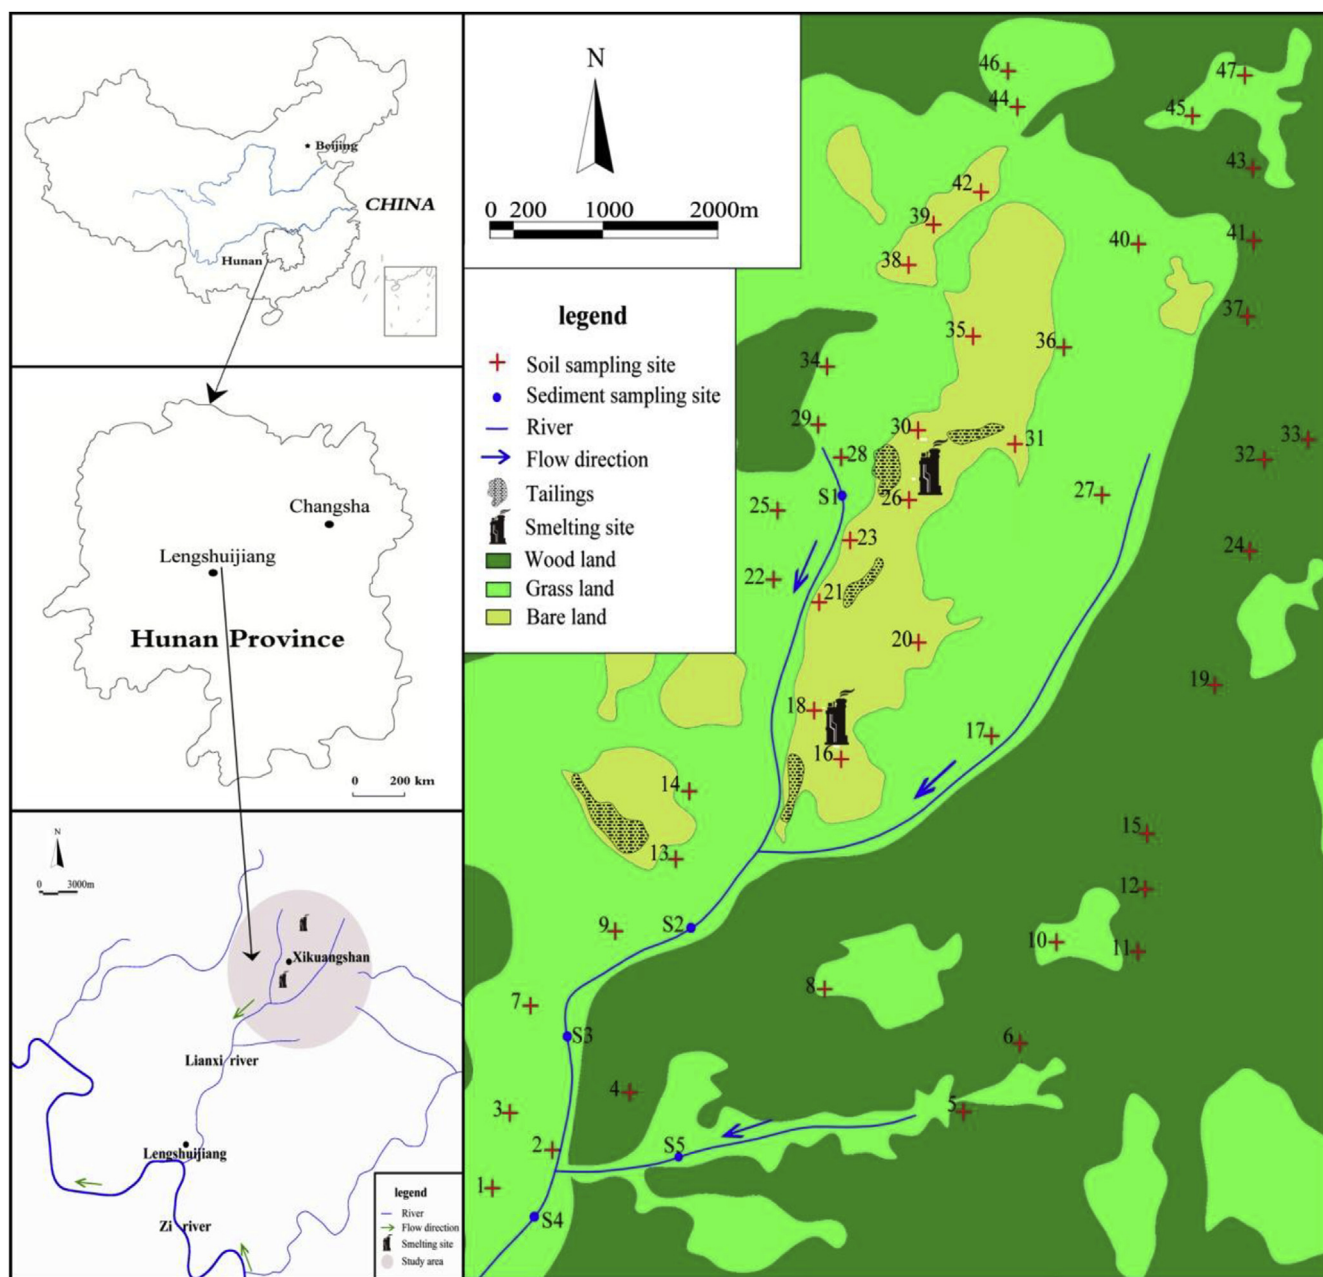 Beijing
CHINA
Hunan
Changsha
Lengshuijiang
Hunan Province
0 200 km
N
0 3000m
Xikuangshan
Lianxi river
Lengshuijiang
Zi river
legend
River
Flow direction
Smelting site
Study area
N
0 200 1000 2000m
legend
Soil sampling site
Sediment sampling site
River
Flow direction
Tailings
Smelting site
Wood land
Grass land
Bare land
46
47
44
45
43
42
39
40
41
38
37
35
36
34
29
30
31
33
28
32
S1
26
27
25
23
24
22
21
20
19
18
17
16
14
15
13
12
9
S2
10
11
8
7
S3
6
4
3
5
2
S5
1
S4